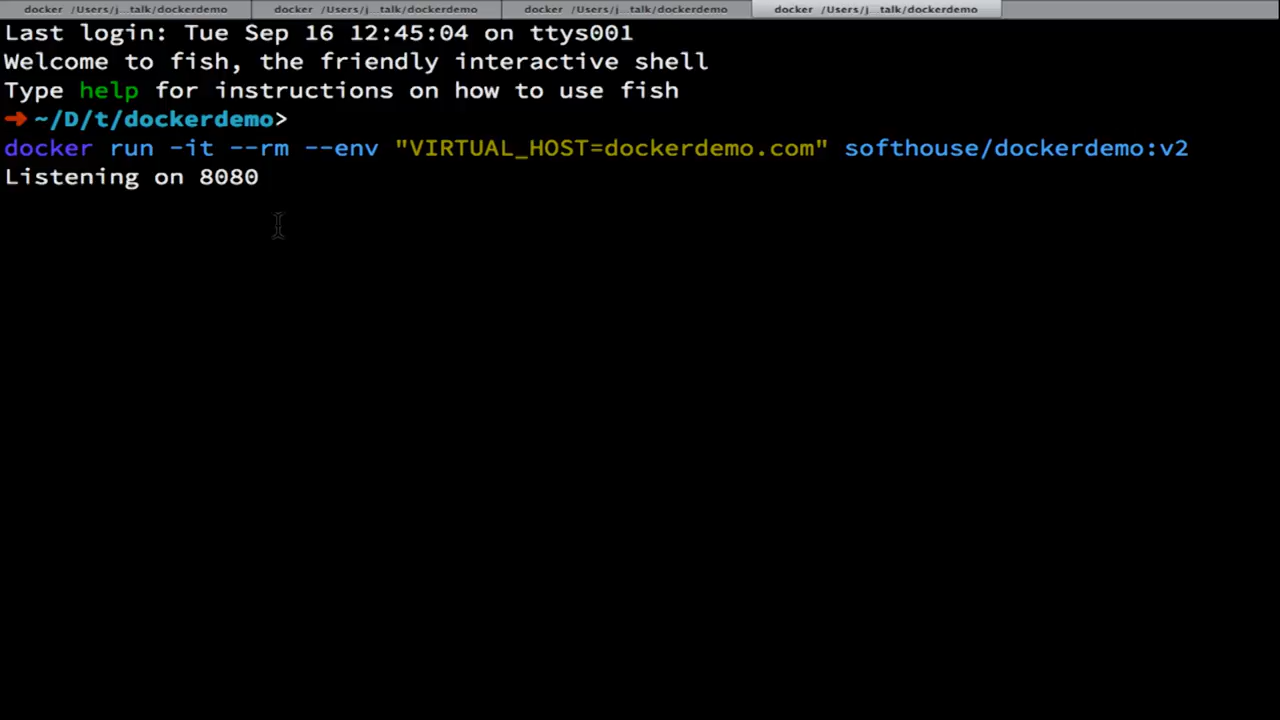 docker /Users/j...talk/dockerdemo docker /Users/j...talk/dockerdemo docker /Users/j...talk/dockerdemo docker /Users/j...talk/dockerdemo
Last login: Tue Sep 16 12:45:04 on ttys001
Welcome to fish, the friendly interactive shell
Type help for instructions on how to use fish
➜ ~/D/t/dockerdemo>
docker run -it --rm --env "VIRTUAL_HOST=dockerdemo.com" softhouse/dockerdemo:v2
Listening on 8080